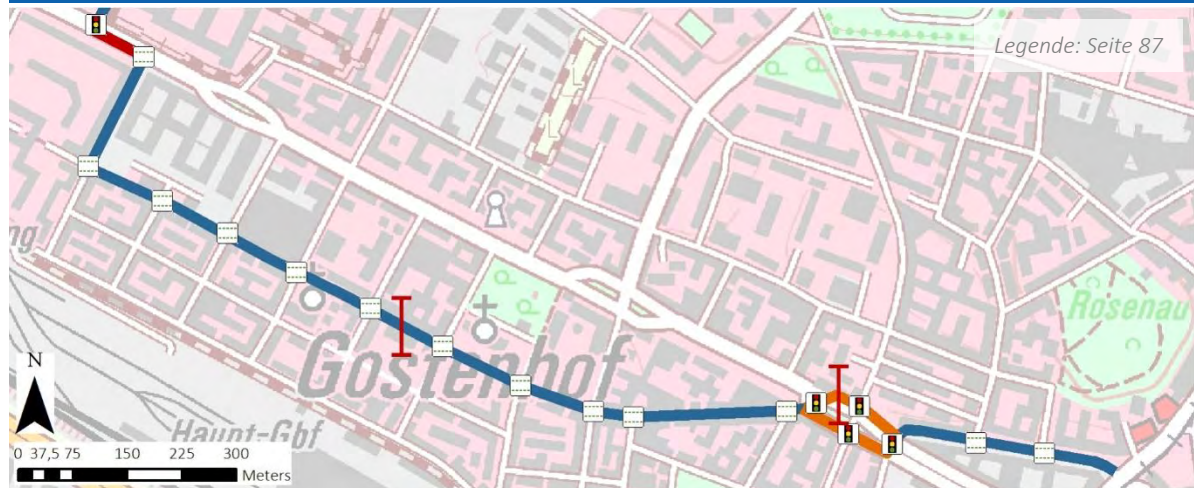 Legende: Seite 87
Rosenau
Gostenhof
ng
Haupt-Gbf
N
0 37,5 75 150 225 300
Meters